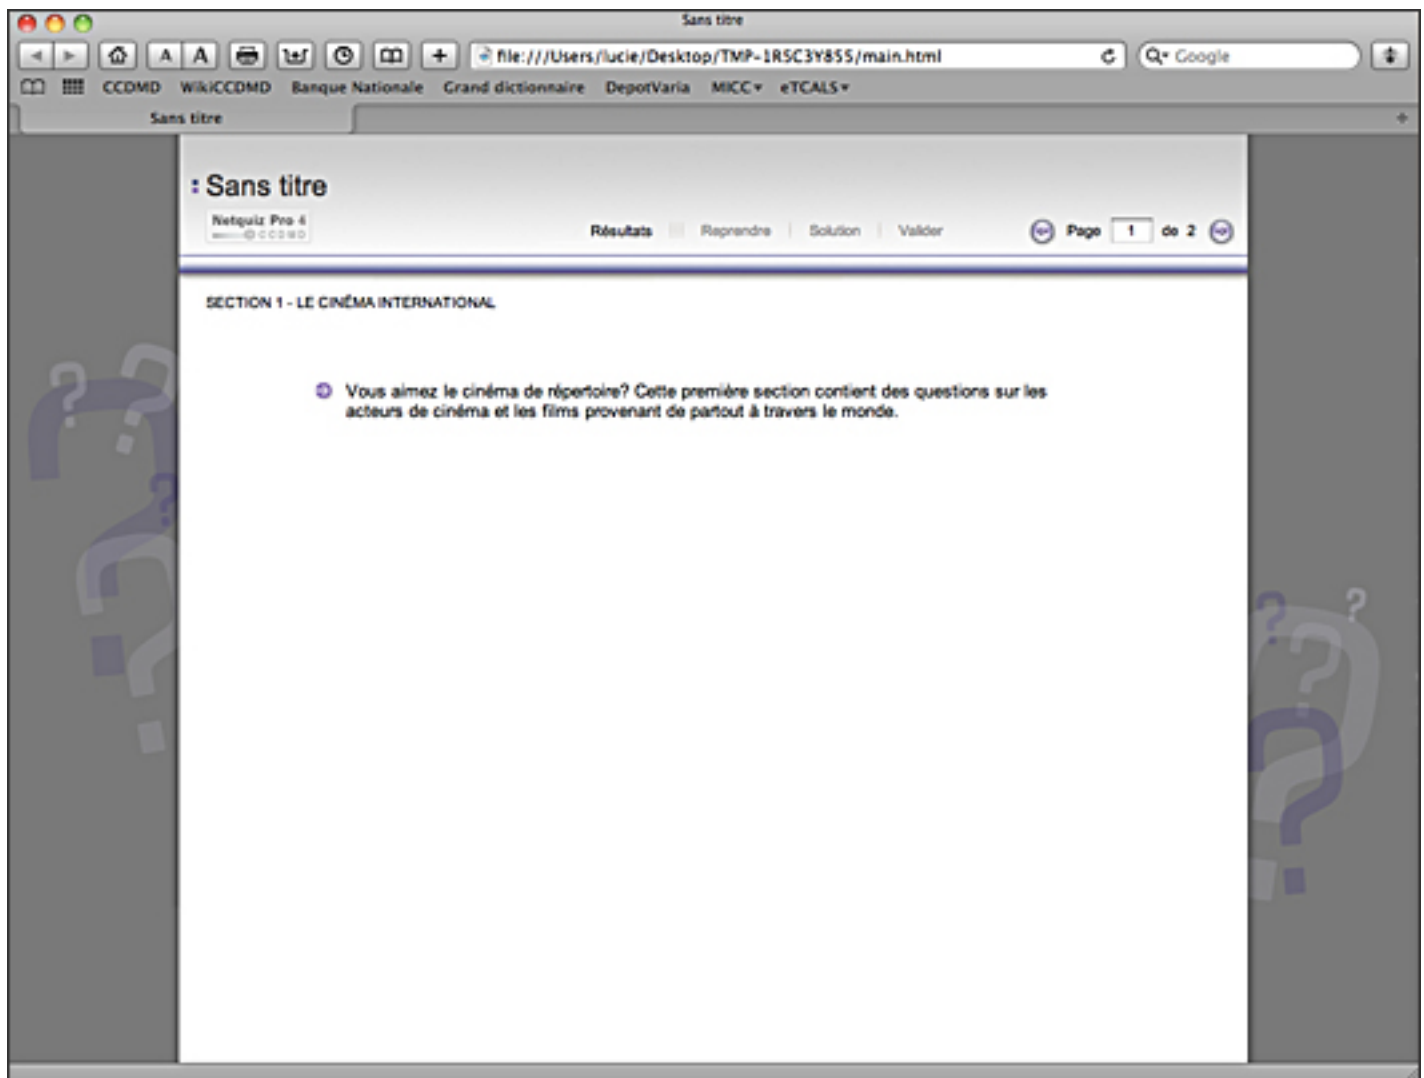 Sans titre
A A + file:///Users/lucie/Desktop/TMP-1RSC3Y855/main.html Google
CCDMD WikiCCDMD Banque Nationale Grand dictionnaire DepotVaria MICC eTCALS
Sans titre
Sans titre
Netquiz Pro 4
CCDMD
Résultats Reprendre Solution Valider Page 1 de 2
SECTION 1 - LE CINÉMA INTERNATIONAL
Vous aimez le cinéma de répertoire? Cette première section contient des questions sur les
acteurs de cinéma et les films provenant de partout à travers le monde.